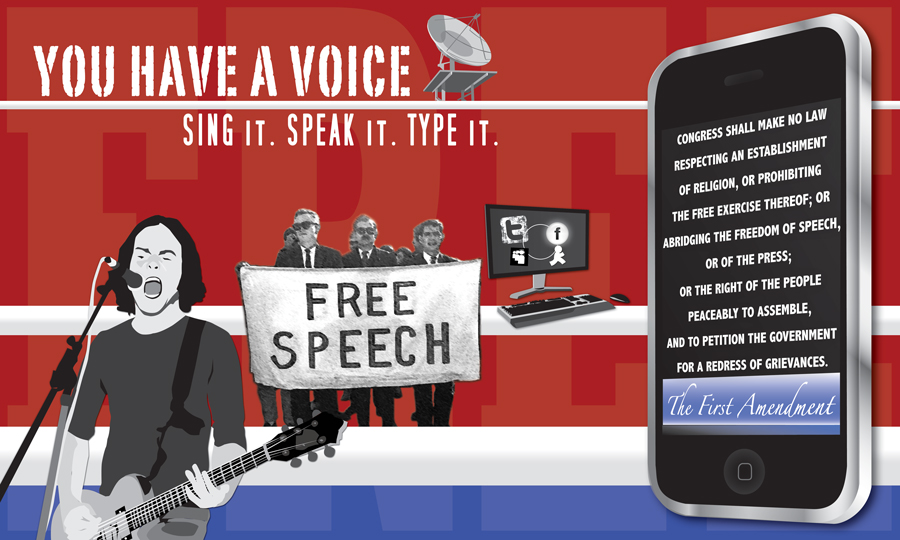 YOU HAVE A VOICE
SING IT. SPEAK IT. TYPE IT.
FREE
SPEECH
t
f
CONGRESS SHALL MAKE NO LAW
RESPECTING AN ESTABLISHMENT
OF RELIGION, OR PROHIBITING
THE FREE EXERCISE THEREOF; OR
ABRIDGING THE FREEDOM OF SPEECH,
OR OF THE PRESS;
OR THE RIGHT OF THE PEOPLE
PEACEABLY TO ASSEMBLE,
AND TO PETITION THE GOVERNMENT
FOR A REDRESS OF GRIEVANCES.
The First Amendment